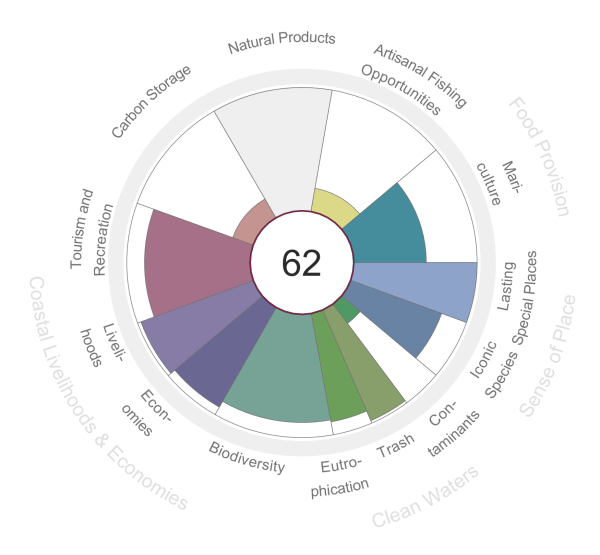 Natural Products
Artisanal Fishing
Opportunities
Carbon Storage
Food Provision
Mari-
culture
Tourism and
Recreation
62
Lasting
Special Places
Sense of Place
Iconic
Species
Coastal Livelihoods & Economies
Liveli-
hoods
Econ-
omies
Con-
taminants
Trash
Biodiversity
Eutro-
phication
Clean Waters